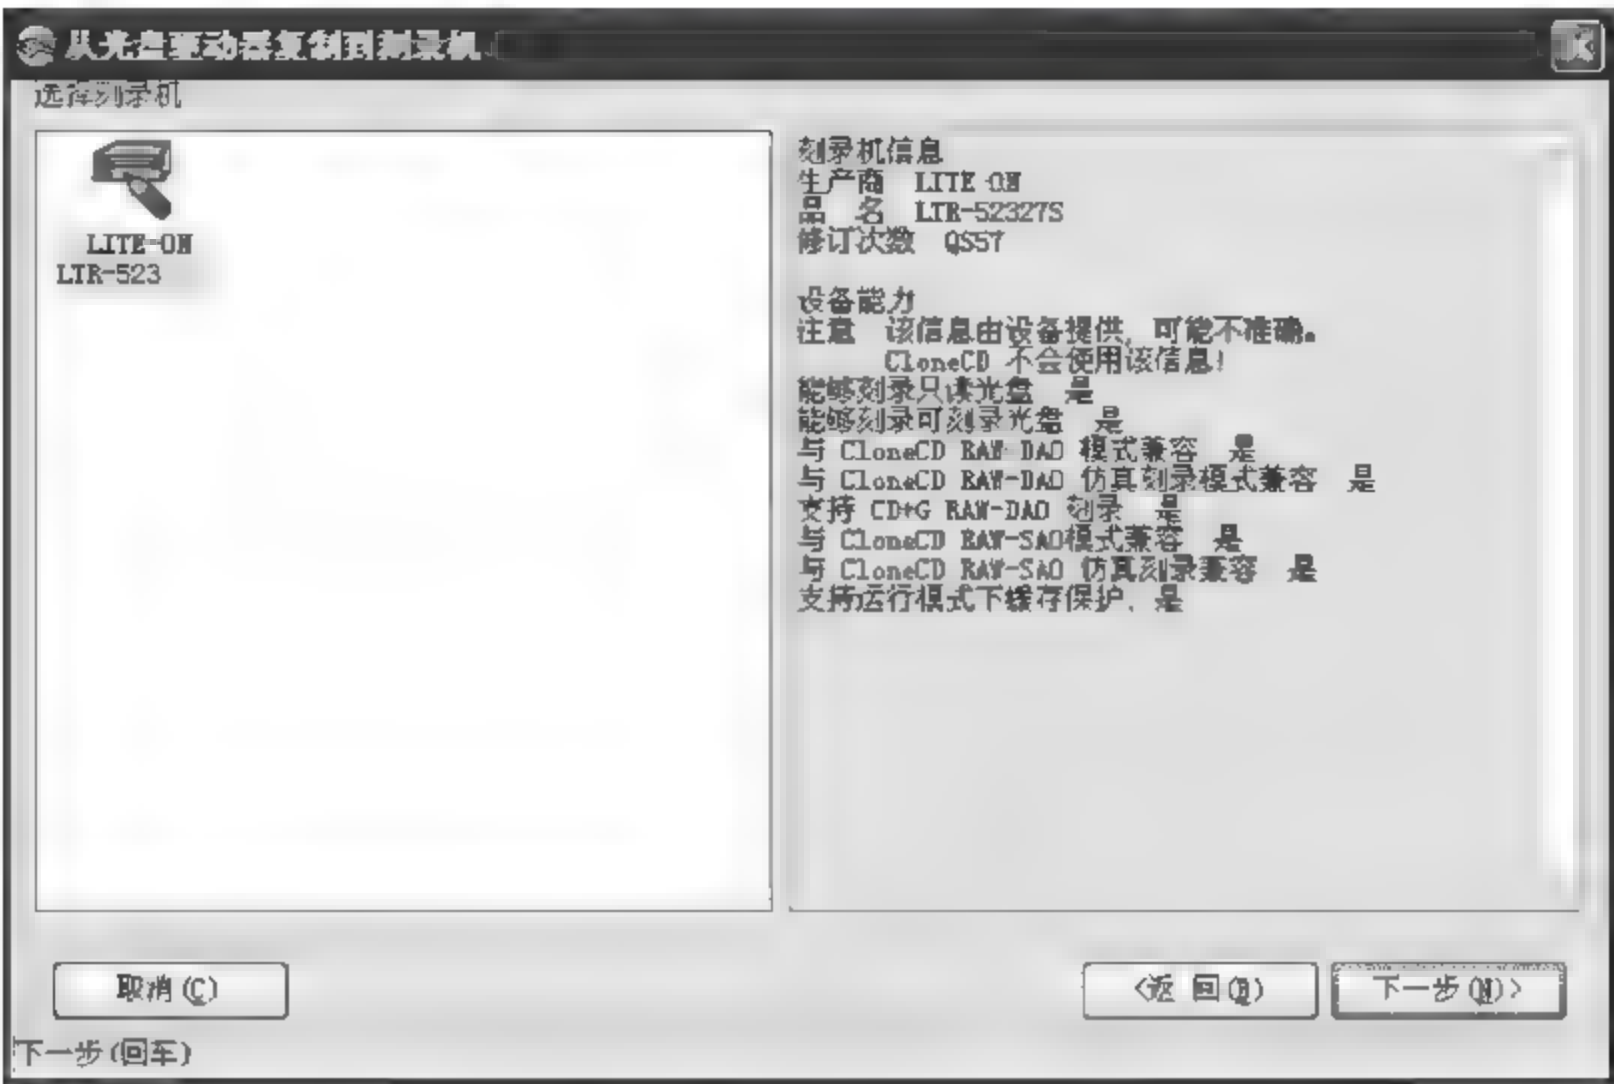 从光盘驱动器复制到刻录机
选择刻录机
LITE-ON
LTR-523
刻录机信息
生产商 LITE-ON
品 名 LTR-52327S
修订次数 QS57
设备能力
注意 该信息由设备提供, 可能不准确。
CloneCD 不会使用该信息!
能够刻录只读光盘 是
能够刻录可刻录光盘 是
与 CloneCD RAW-DAO 模式兼容 是
与 CloneCD RAW-DAO 仿真刻录模式兼容 是
支持 CD+G RAW-DAO 刻录 是
与 CloneCD RAW-SAO模式兼容 是
与 CloneCD RAW-SAO 仿真刻录兼容 是
支持运行模式下缓存保护. 是
取消(C)
<返 回(B)
下一步(N)>
下一步(回车)